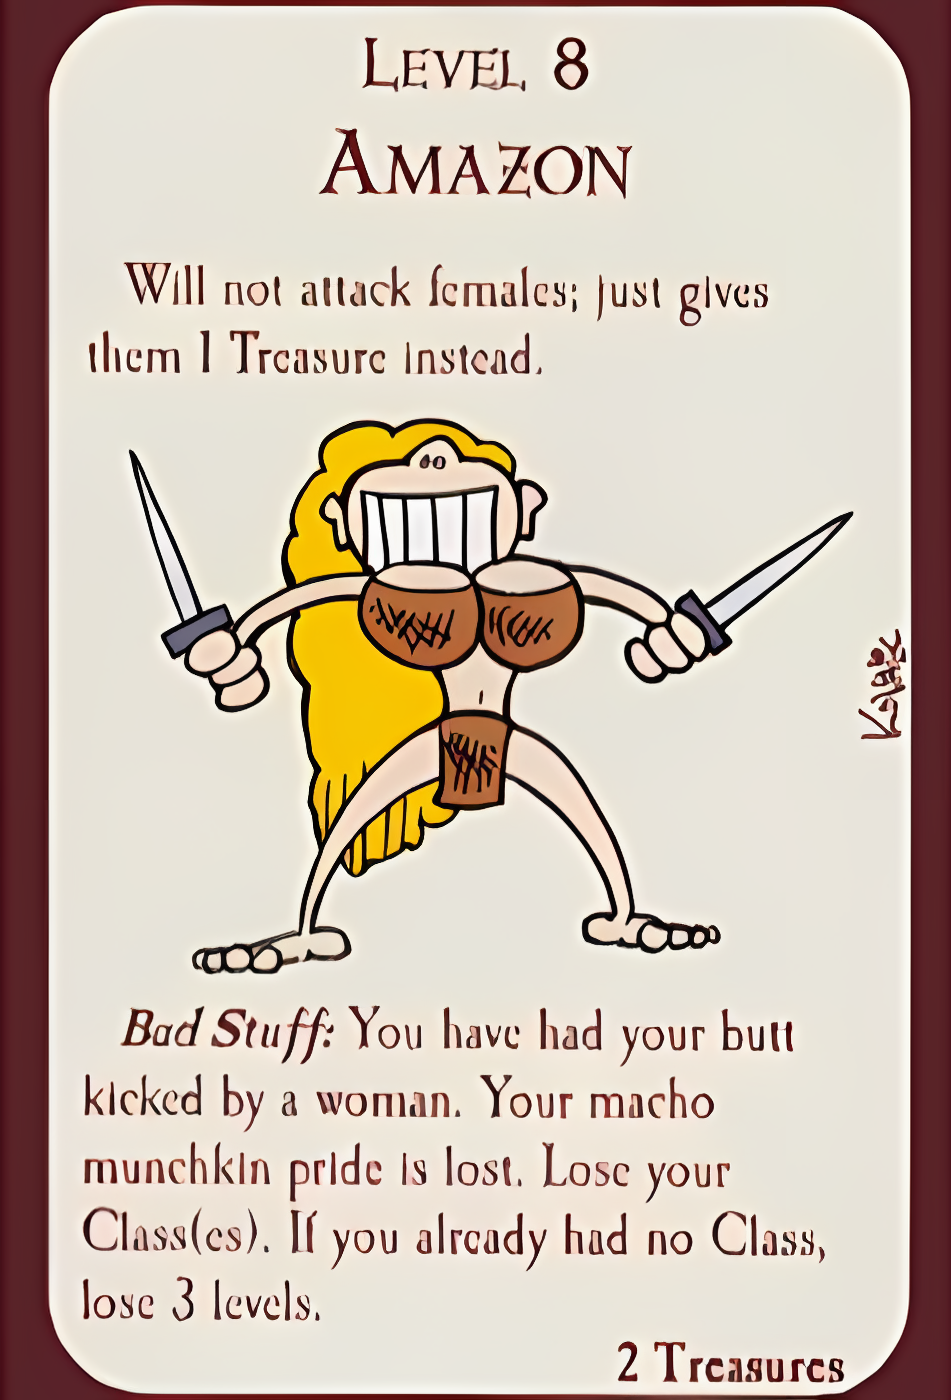 Level 8
Amazon
Will not attack females; just gives
them 1 Treasure instead.
Bad Stuff: You have had your butt
kicked by a woman. Your macho
munchkin pride is lost. Lose your
Class(es). If you already had no Class,
lose 3 levels.
2 Treasures